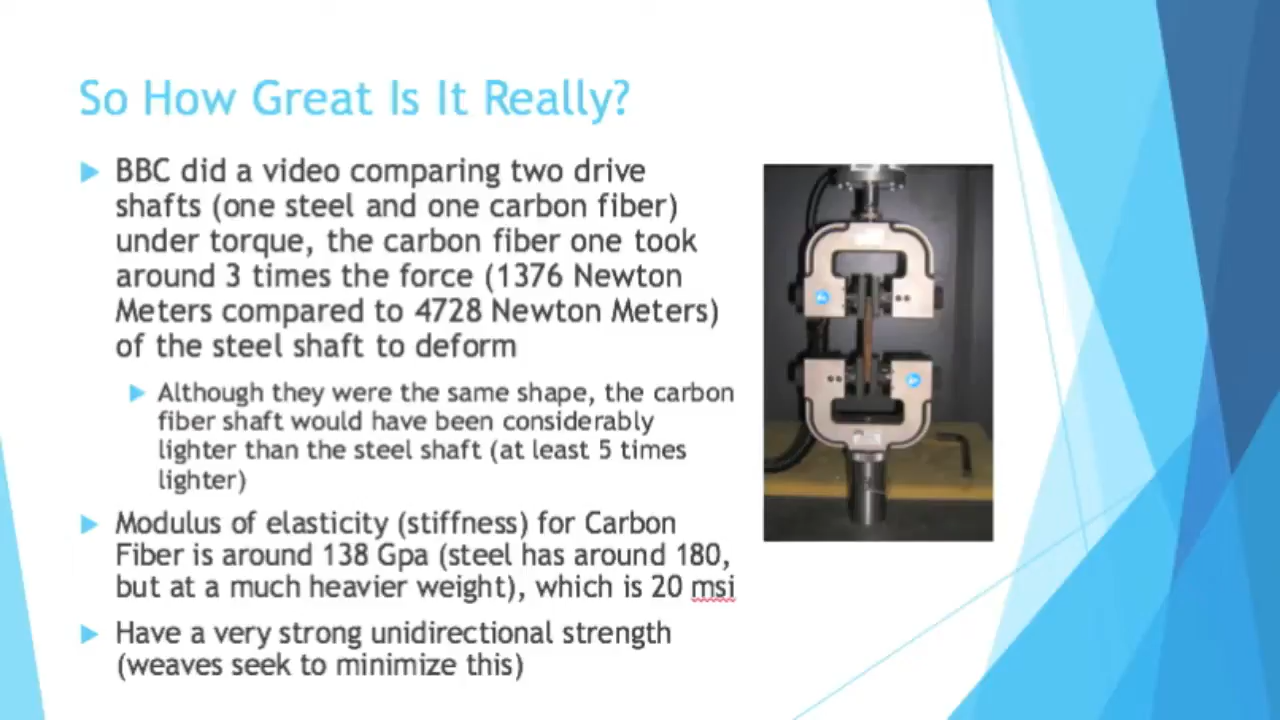 So How Great Is It Really?
BBC did a video comparing two drive
shafts (one steel and one carbon fiber)
under torque, the carbon fiber one took
around 3 times the force (1376 Newton
Meters compared to 4728 Newton Meters)
of the steel shaft to deform
Although they were the same shape, the carbon
fiber shaft would have been considerably
lighter than the steel shaft (at least 5 times
lighter)
Modulus of elasticity (stiffness) for Carbon
Fiber is around 138 Gpa (steel has around 180,
but at a much heavier weight), which is 20 msi
Have a very strong unidirectional strength
(weaves seek to minimize this)